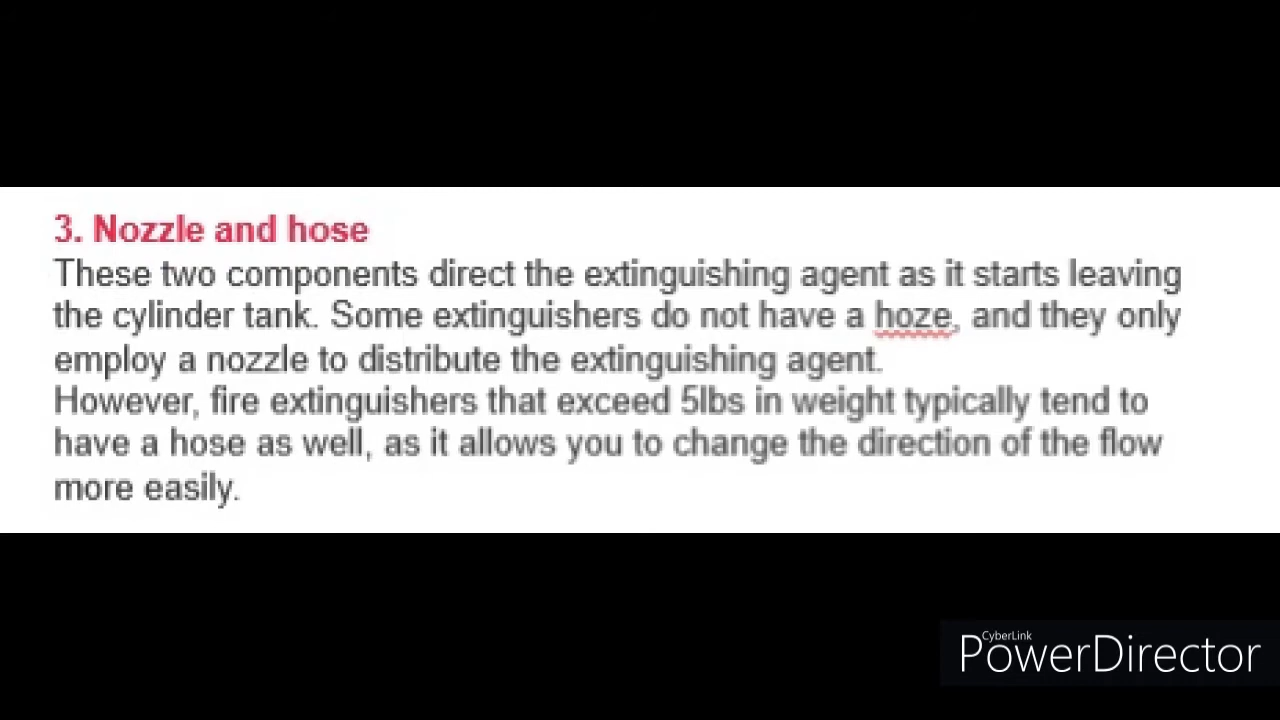 3. Nozzle and hose
These two components direct the extinguishing agent as it starts leaving
the cylinder tank. Some extinguishers do not have a hoze, and they only
employ a nozzle to distribute the extinguishing agent.
However, fire extinguishers that exceed 5lbs in weight typically tend to
have a hose as well, as it allows you to change the direction of the flow
more easily.
CyberLink
PowerDirector